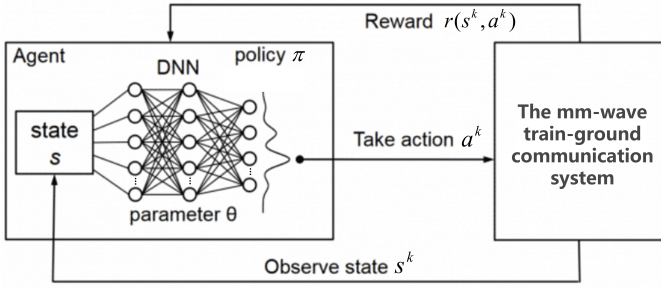 Reward r(s^k, a^k)
Agent
policy π
DNN
state
s
parameter θ
Take action a^k
The mm-wave
train-ground
communication
system
Observe state s^k